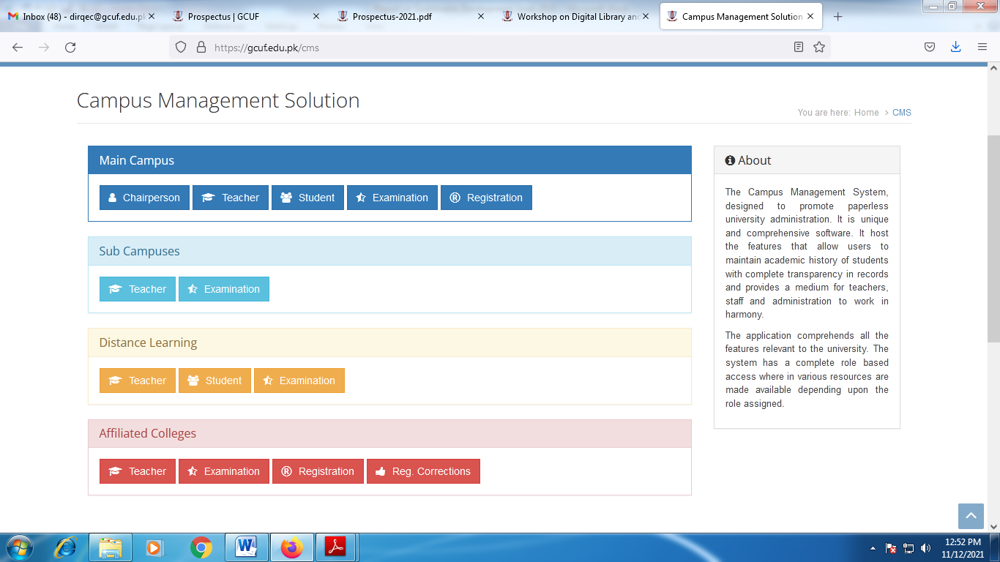 Inbox (48) - dirqec@gcuf.edu.pk
Prospectus | GCUF
Prospectus-2021.pdf
Workshop on Digital Library and
Campus Management Solution
https://gcuf.edu.pk/cms
Campus Management Solution
You are here: Home > CMS
Main Campus
Chairperson Teacher Student Examination Registration
Sub Campuses
Teacher Examination
Distance Learning
Teacher Student Examination
Affiliated Colleges
Teacher Examination Registration Reg. Corrections
About
The Campus Management System,
designed to promote paperless
university administration. It is unique
and comprehensive software. It host
the features that allow users to
maintain academic history of students
with complete transparency in records
and provides a medium for teachers,
staff and administration to work in
harmony.
The application comprehends all the
features relevant to the university. The
system has a complete role based
access where in various resources are
made available depending upon the
role assigned.
12:52 PM
11/12/2021